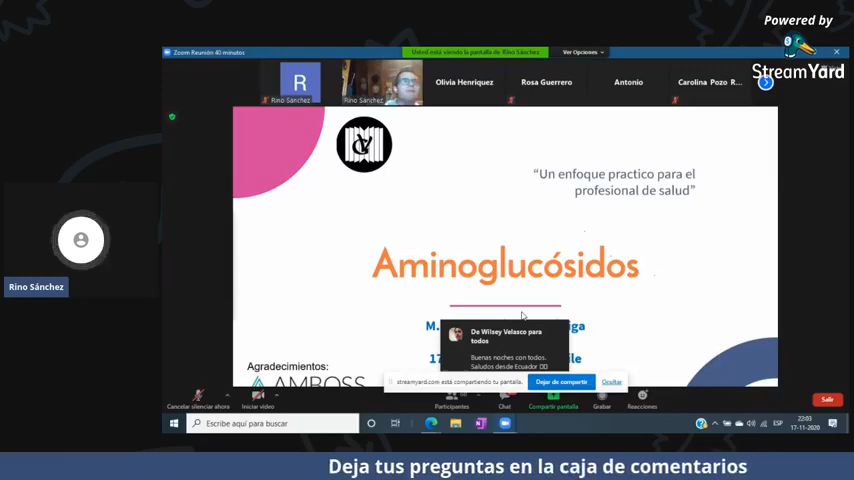 Powered by
StreamYard
Zoom Reunión 40 minutos
Usted está viendo la pantalla de Rino Sánchez
Ver Opciones
R
Rino Sánchez
Rino Sánchez
Olivia Henriquez
Rosa Guerrero
Antonio
Carolina Pozo R...
“Un enfoque practico para el
profesional de salud”
Aminoglucósidos
M.
iga
17
ile
De Wilsey Velasco para
todos
Buenas noches con todos.
Saludos desde Ecuador
Agradecimientos:
AMBOSS
streamyard.com está compartiendo tu pantalla.
Dejar de compartir
Ocultar
Rino Sánchez
Cancelar silenciar ahora
Iniciar video
Participantes
Chat
Compartir pantalla
Grabar
Reacciones
Salir
Escribe aquí para buscar
ESP
22:03
17-11-2020
Deja tus preguntas en la caja de comentarios